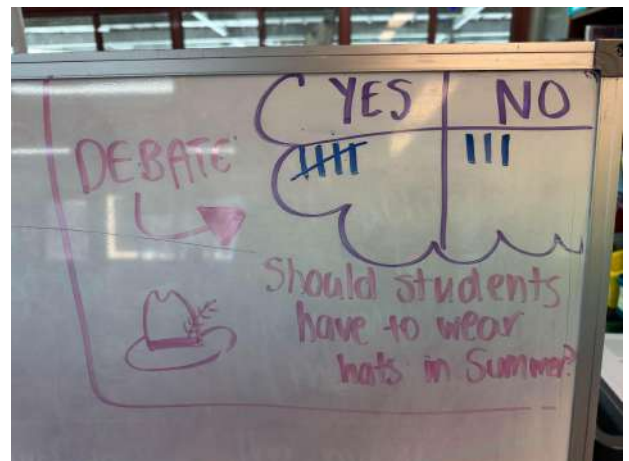 YES NO
DEBATE
Should students
have to wear
hats in Summer?